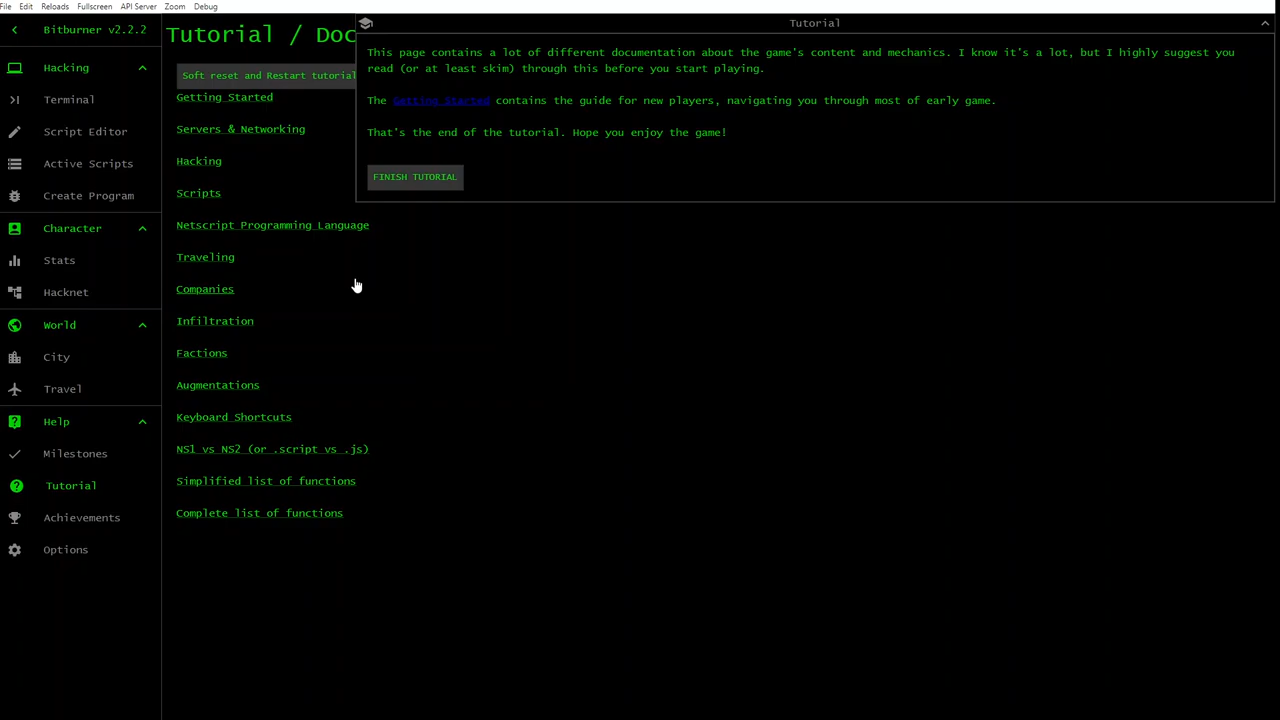 File Edit Reloads Fullscreen API Server Zoom Debug
Bitburner v2.2.2
Hacking
Terminal
Script Editor
Active Scripts
Create Program
Character
Stats
Hacknet
World
City
Travel
Help
Milestones
Tutorial
Achievements
Options
Tutorial / Doc
Soft reset and Restart tutorial
Getting Started
Servers & Networking
Hacking
Scripts
Netscript Programming Language
Traveling
Companies
Infiltration
Factions
Augmentations
Keyboard Shortcuts
NS1 vs NS2 (or .script vs .js)
Simplified list of functions
Complete list of functions
Tutorial
This page contains a lot of different documentation about the game's content and mechanics. I know it's a lot, but I highly suggest you
read (or at least skim) through this before you start playing.
The Getting Started contains the guide for new players, navigating you through most of early game.
That's the end of the tutorial. Hope you enjoy the game!
FINISH TUTORIAL